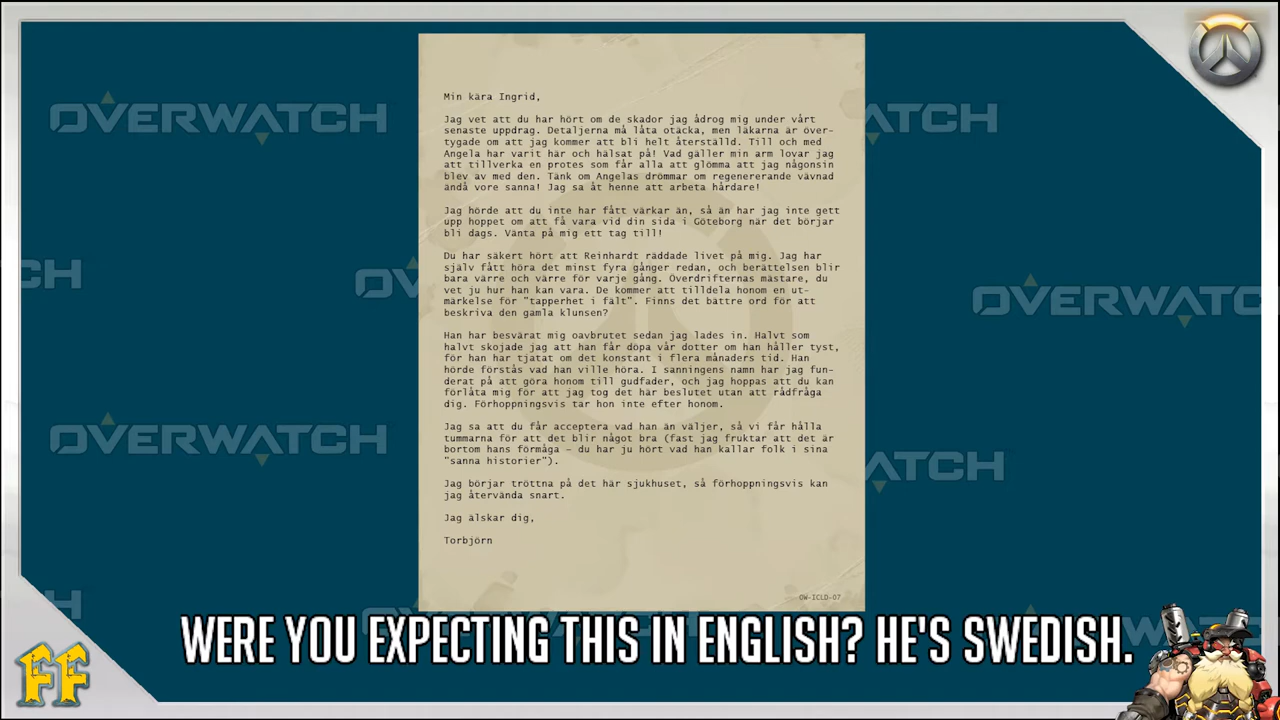 OVERWATCH
OVERWATCH
OVERWATCH
OVERWATCH
OVERWATCH
Min kära Ingrid,
Jag vet att du har hört om de skador jag ådrog mig under vårt
senaste uppdrag. Detaljerna må låta otäcka, men läkarna är över-
tygade om att jag kommer att bli helt återställd. Till och med
Angela har varit här och hälsat på! Vad gäller min arm lovar jag
att tillverka en protes som får alla att glömma att jag någonsin
blev av med den. Tänk om Angelas drömmar om regenererande vävnad
ändå vore sanna! Jag sa åt henne att arbeta hårdare!
Jag hörde att du inte har fått värkar än, så än har jag inte gett
upp hoppet om att få vara vid din sida i Göteborg när det börjar
bli dags. Vänta på mig ett tag till!
Du har säkert hört att Reinhardt räddade livet på mig. Jag har
själv fått höra det minst fyra gånger redan, och berättelsen blir
bara värre och värre för varje gång. Överdrifternas mästare, du
vet ju hur han kan vara. De kommer att tilldela honom en ut-
märkelse för "tapperhet i fält". Finns det bättre ord för att
beskriva den gamla klunsen?
Han har besvärat mig oavbrutet sedan jag lades in. Halvt som
halvt skojade jag att han får döpa vår dotter om han håller tyst,
för han har tjatat om det konstant i flera månaders tid. Han
hörde förstås vad han ville höra. I sanningens namn har jag fun-
derat på att göra honom till gudfader, och jag hoppas att du kan
förlåta mig för att jag tog det här beslutet utan att rådfråga
dig. Förhoppningsvis tar hon inte efter honom.
Jag sa att du får acceptera vad han än väljer, så vi får hålla
tummarna för att det blir något bra (fast jag fruktar att det är
bortom hans förmåga – du har ju hört vad han kallar folk i sina
"sanna historier").
Jag börjar tröttna på det här sjukhuset, så förhoppningsvis kan
jag återvända snart.
Jag älskar dig,
Torbjörn
OW-ICLD-07
WERE YOU EXPECTING THIS IN ENGLISH? HE'S SWEDISH.
FF